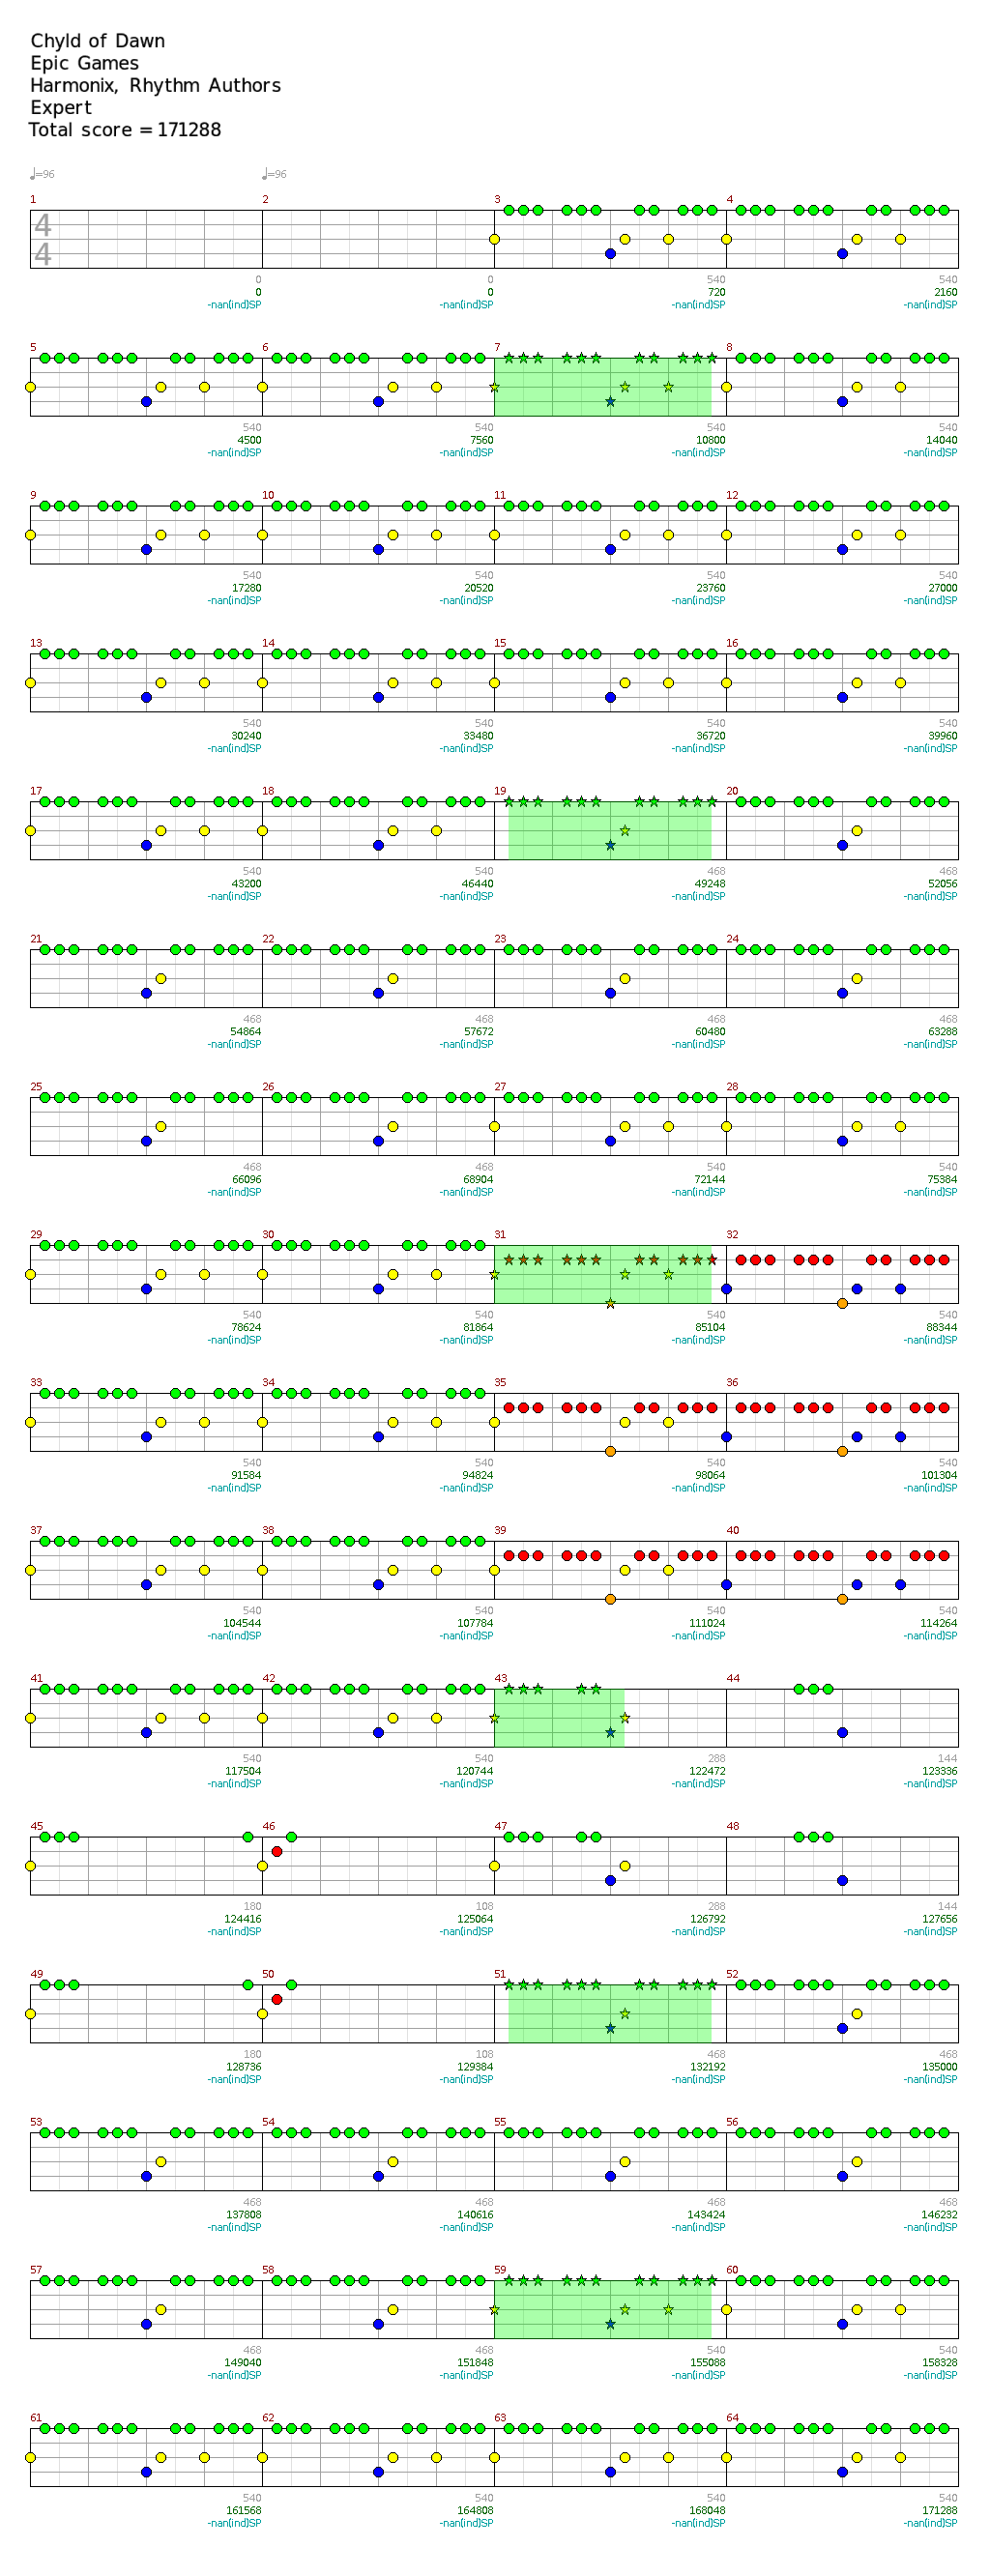 Chyld of Dawn
Epic Games
Harmonix, Rhythm Authors
Expert
Total score = 171288
♩=96 ♩=96
1 2 3 4
4
4
0 0 540 540
0 0 720 2160
-nan(ind)SP -nan(ind)SP -nan(ind)SP -nan(ind)SP
5 6 7 8
540 540 540 540
4500 7560 10800 14040
-nan(ind)SP -nan(ind)SP -nan(ind)SP -nan(ind)SP
9 10 11 12
540 540 540 540
17280 20520 23760 27000
-nan(ind)SP -nan(ind)SP -nan(ind)SP -nan(ind)SP
13 14 15 16
540 540 540 540
30240 33480 36720 39960
-nan(ind)SP -nan(ind)SP -nan(ind)SP -nan(ind)SP
17 18 19 20
540 540 468 468
43200 46440 49248 52056
-nan(ind)SP -nan(ind)SP -nan(ind)SP -nan(ind)SP
21 22 23 24
468 468 468 468
54864 57672 60480 63288
-nan(ind)SP -nan(ind)SP -nan(ind)SP -nan(ind)SP
25 26 27 28
468 468 540 540
66096 68904 72144 75384
-nan(ind)SP -nan(ind)SP -nan(ind)SP -nan(ind)SP
29 30 31 32
540 540 540 540
78624 81864 85104 88344
-nan(ind)SP -nan(ind)SP -nan(ind)SP -nan(ind)SP
33 34 35 36
540 540 540 540
91584 94824 98064 101304
-nan(ind)SP -nan(ind)SP -nan(ind)SP -nan(ind)SP
37 38 39 40
540 540 540 540
104544 107784 111024 114264
-nan(ind)SP -nan(ind)SP -nan(ind)SP -nan(ind)SP
41 42 43 44
540 540 288 144
117504 120744 122472 123336
-nan(ind)SP -nan(ind)SP -nan(ind)SP -nan(ind)SP
45 46 47 48
180 108 288 144
124416 125064 126792 127656
-nan(ind)SP -nan(ind)SP -nan(ind)SP -nan(ind)SP
49 50 51 52
180 108 468 468
128736 129384 132192 135000
-nan(ind)SP -nan(ind)SP -nan(ind)SP -nan(ind)SP
53 54 55 56
468 468 468 468
137808 140616 143424 146232
-nan(ind)SP -nan(ind)SP -nan(ind)SP -nan(ind)SP
57 58 59 60
468 468 540 540
149040 151848 155088 158328
-nan(ind)SP -nan(ind)SP -nan(ind)SP -nan(ind)SP
61 62 63 64
540 540 540 540
161568 164808 168048 171288
-nan(ind)SP -nan(ind)SP -nan(ind)SP -nan(ind)SP